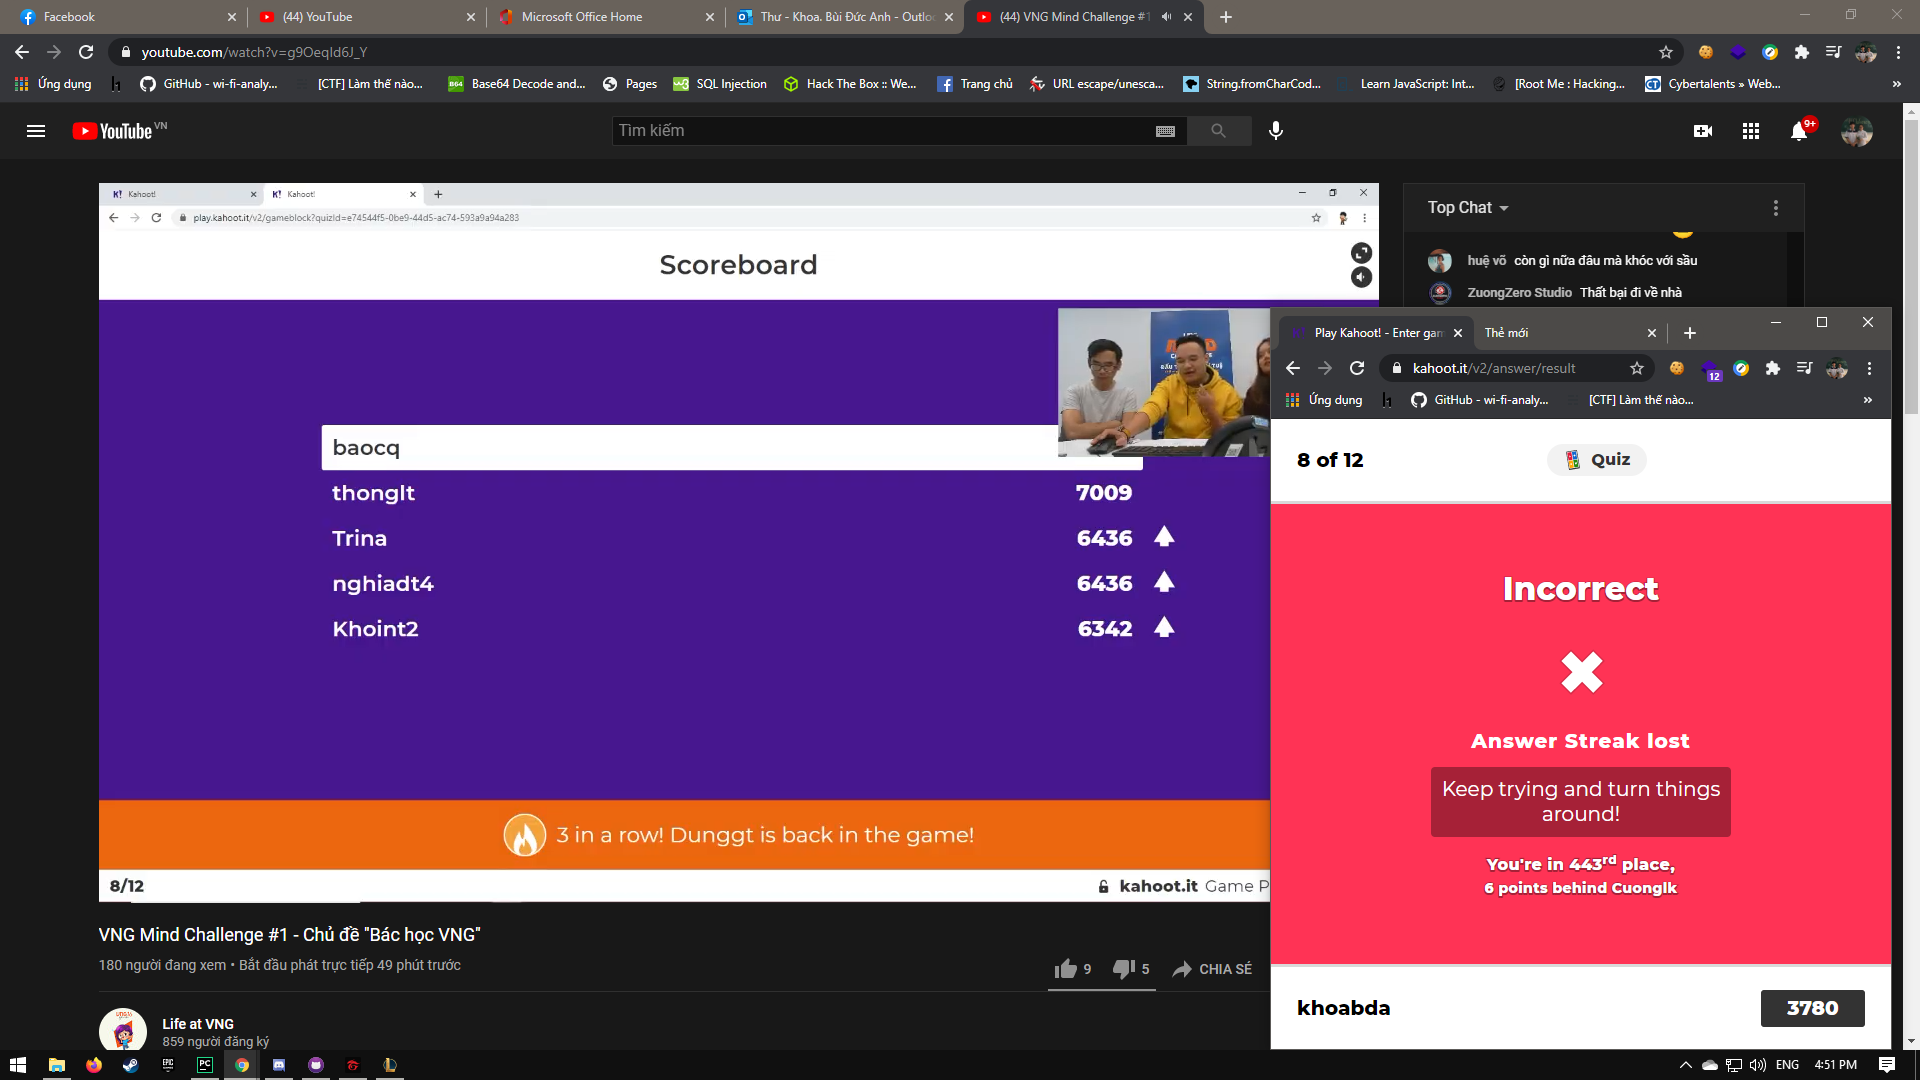 Facebook
(44) YouTube
Microsoft Office Home
Thư - Khoa. Bùi Đức Anh - Outlo
(44) VNG Mind Challenge #1
youtube.com/watch?v=g9Oeqld6J_Y
Ứng dụng
GitHub - wi-fi-analy...
[CTF] Làm thế nào...
Base64 Decode and...
Pages
SQL Injection
Hack The Box :: We...
Trang chủ
URL escape/unesca...
String.fromCharCod...
Learn JavaScript: Int...
[Root Me : Hacking...
Cybertalents » Web...
»
YouTube VN
Tìm kiếm
9+
Kahoot!
Kahoot!
play.kahoot.it/v2/gameblock?quizId=e74544f5-0be9-44d5-ac74-593a9a94a283
Scoreboard
baocq
thonglt 7009
Trina 6436
nghiadt4 6436
Khoint2 6342
3 in a row! Dunggt is back in the game!
8/12
kahoot.it Game P
Top Chat
huệ võ còn gì nữa đâu mà khóc với sầu
ZuongZero Studio Thất bại đi về nhà
Play Kahoot! - Enter gam
Thẻ mới
kahoot.it/v2/answer/result
12
Ứng dụng
GitHub - wi-fi-analy...
[CTF] Làm thế nào...
»
8 of 12
Quiz
Incorrect
Answer Streak lost
Keep trying and turn things
around!
You're in 443rd place,
6 points behind Cuonglk
khoabda
3780
VNG Mind Challenge #1 - Chủ đề "Bác học VNG"
180 người đang xem • Bắt đầu phát trực tiếp 49 phút trước
9
5
CHIA SẺ
Life at VNG
859 người đăng ký
ENG
4:51 PM